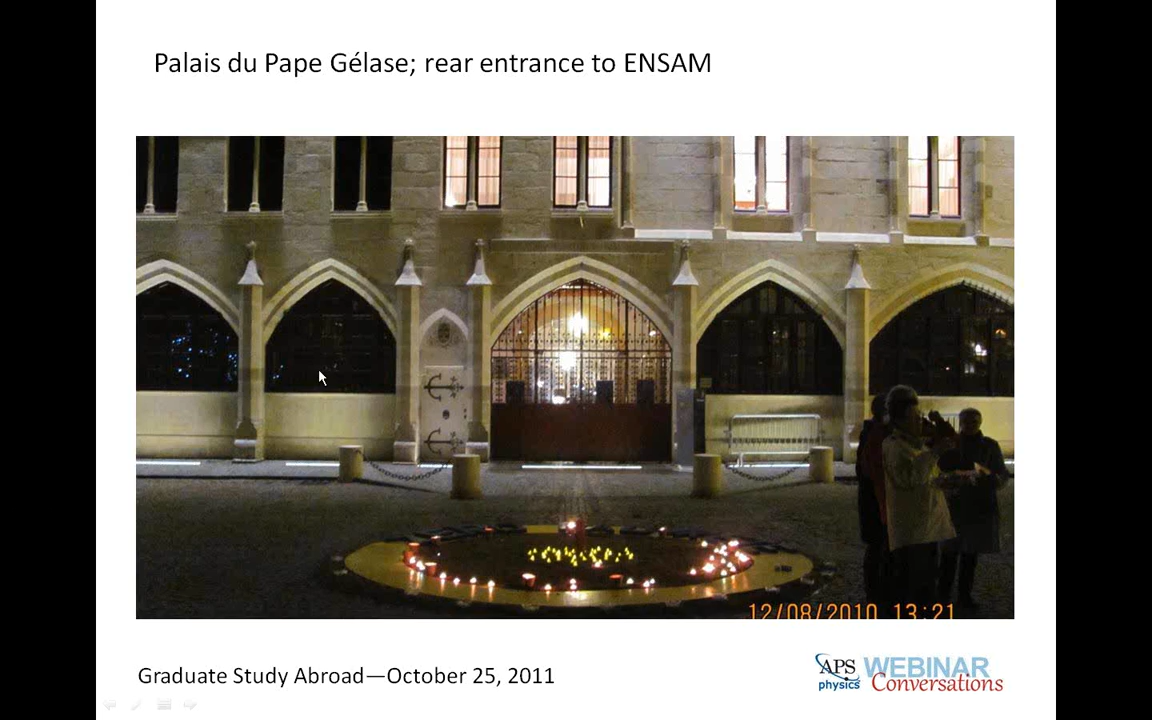 Palais du Pape Gélase; rear entrance to ENSAM
12/08/2010 13:21
Graduate Study Abroad—October 25, 2011
APS WEBINAR
physics Conversations